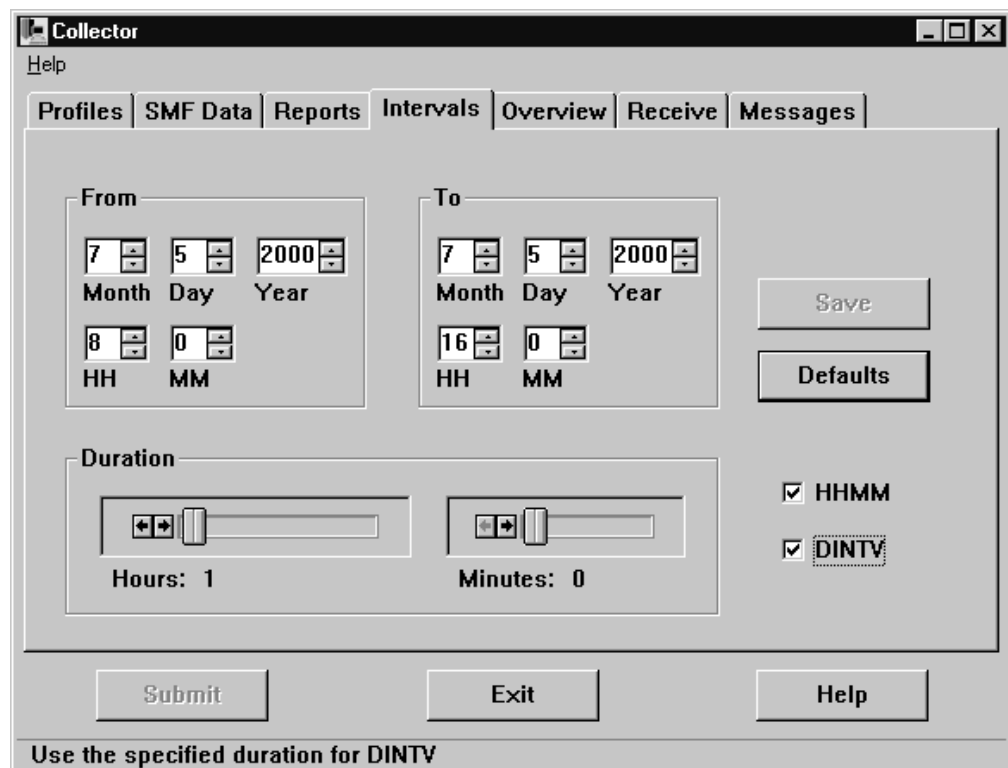 Collector
Help
Profiles SMF Data Reports Intervals Overview Receive Messages
From
7 5 2000
Month Day Year
8 0
HH MM
To
7 5 2000
Month Day Year
16 0
HH MM
Save
Defaults
Duration
Hours: 1 Minutes: 0
HHMM
DINTV
Submit Exit Help
Use the specified duration for DINTV